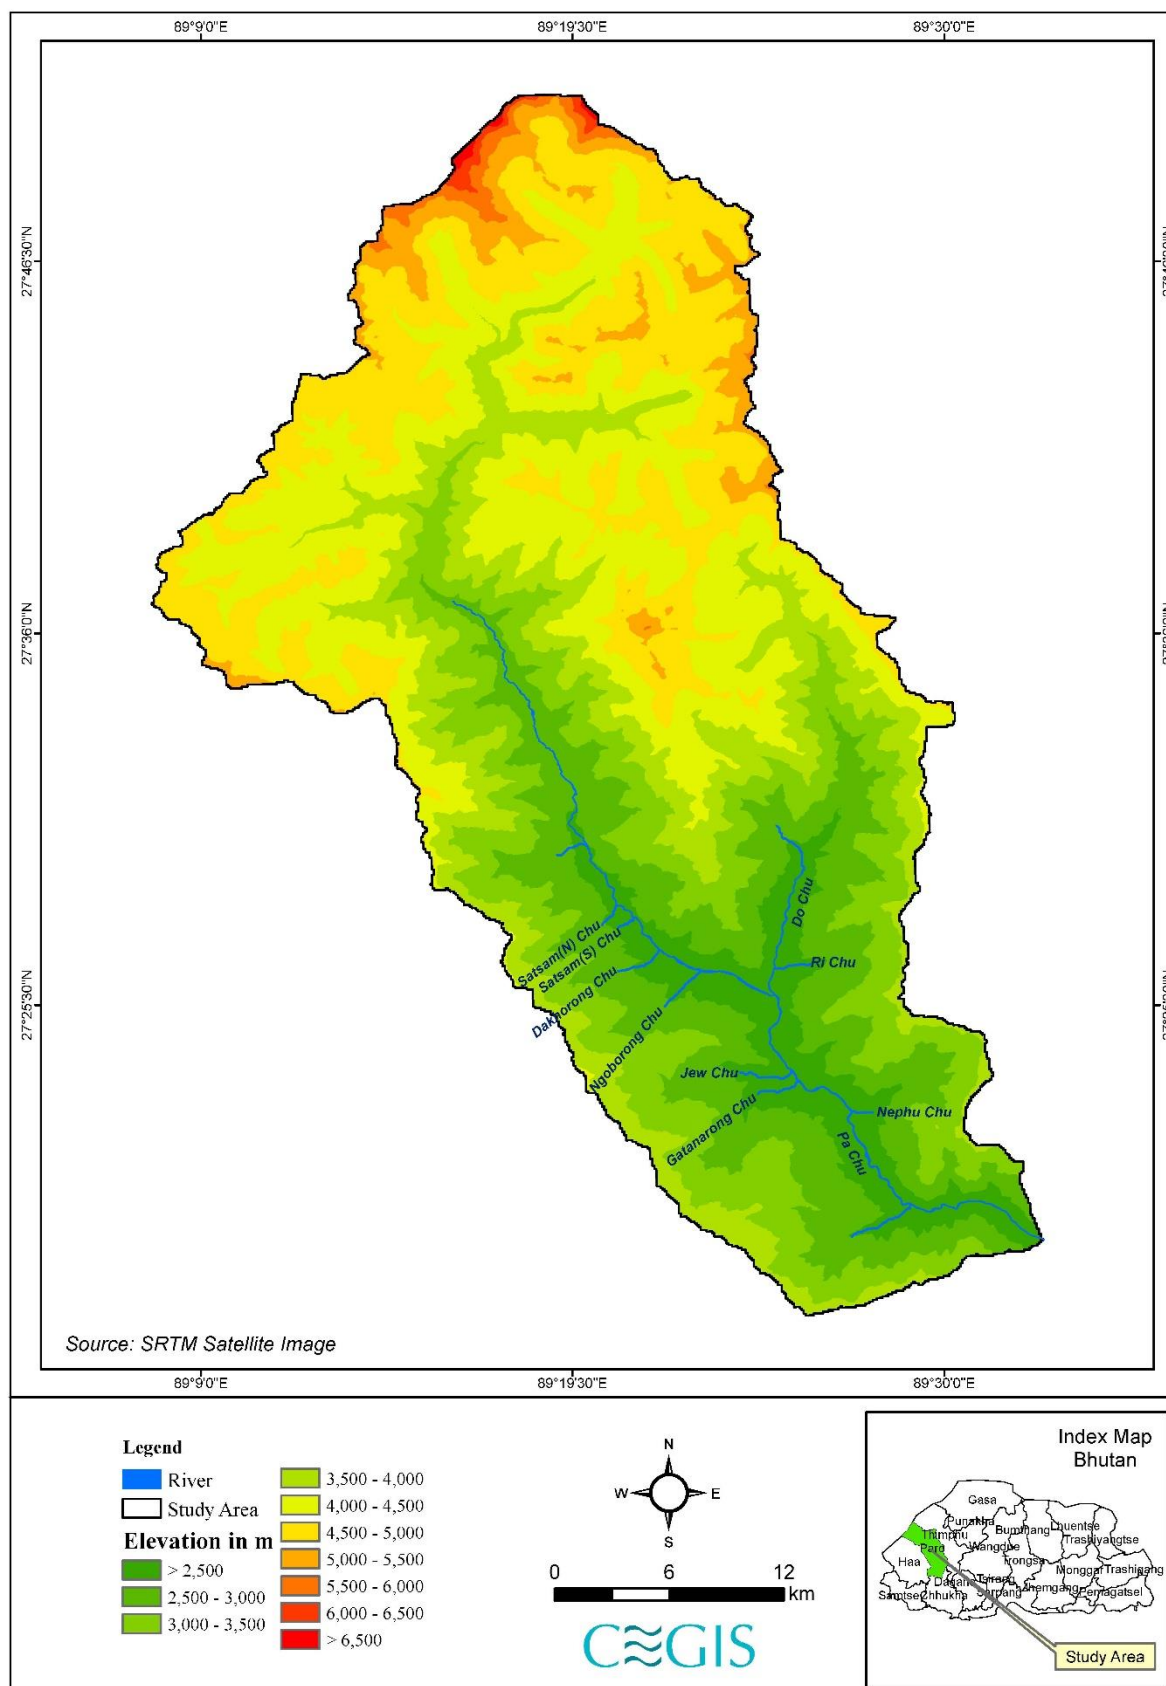 89°9'0"E
89°19'30"E
89°30'0"E
27°46'30"N
27°36'0"N
27°25'30"N
Satsam(N) Chu
Satsam(S) Chu
Dakhorong Chu
Ngoborong Chu
Do Chu
Ri Chu
Jew Chu
Gatanarong Chu
Nephu Chu
Pa Chu
Source: SRTM Satellite Image
89°9'0"E
89°19'30"E
89°30'0"E
Legend
River
Study Area
Elevation in m
> 2,500
2,500 - 3,000
3,000 - 3,500
3,500 - 4,000
4,000 - 4,500
4,500 - 5,000
5,000 - 5,500
5,500 - 6,000
6,000 - 6,500
> 6,500
N
W
E
S
0
6
12
km
CEGIS
Index Map
Bhutan
Gasa
Punakha
Thimphu
Paro
Haa
Wangdue
Bumthang
Lhuentse
Trashiyangtse
Trongsa
Monggar
Trashigang
Dagana
Tsirang
Sarpang
Zhemgang
Pemagatsel
Samtse
Chhukha
Study Area